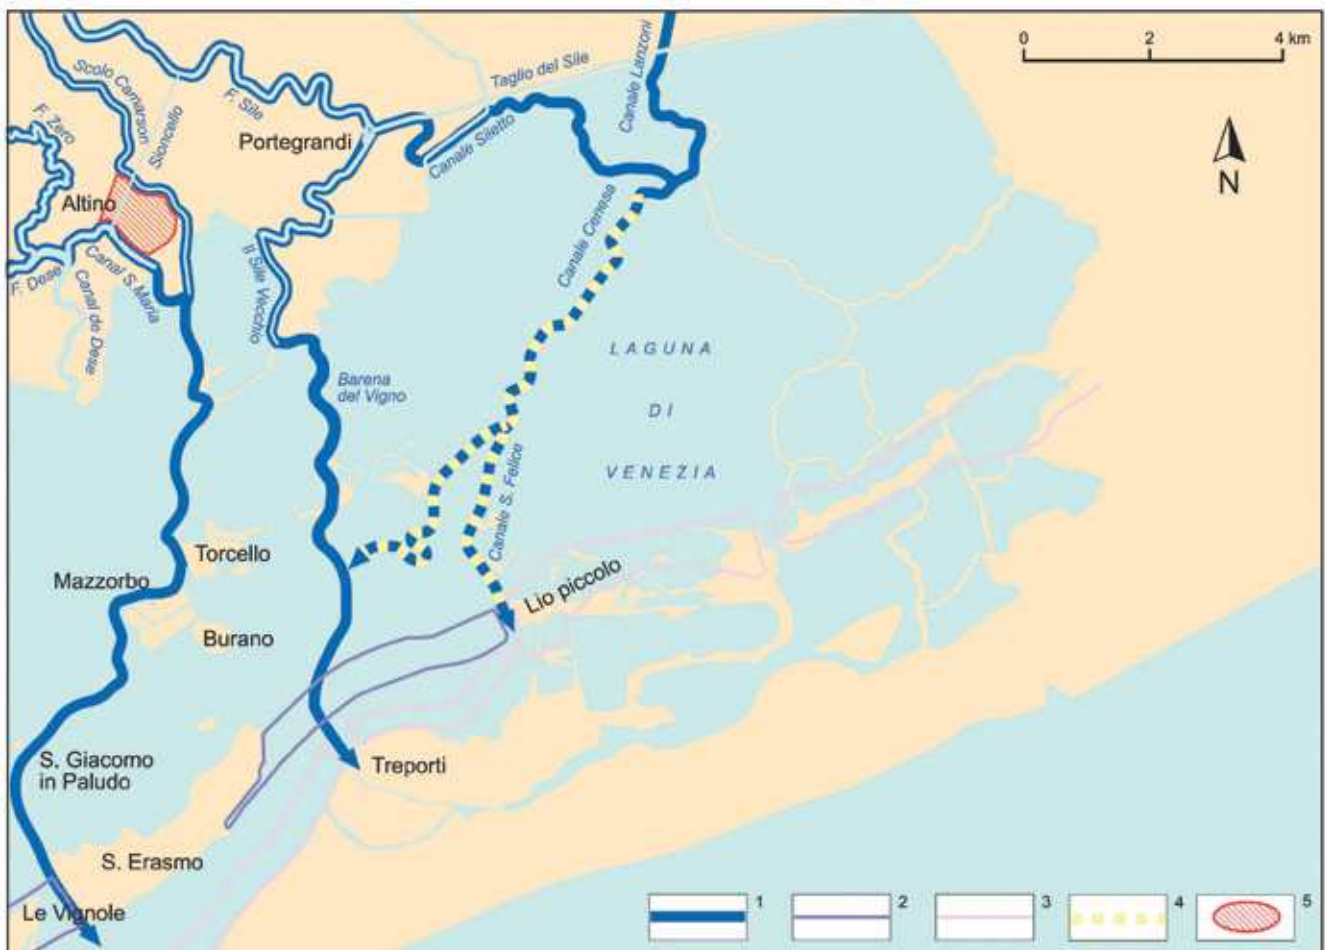 0 2 4 km
N
Taglio del Sile
Canale Lanzoni
Scolo Carmason
F. Sile
Sioncello
F. Zero
Portegrandi
Canale Siletto
Altino
Canale Cenesa
F. Dese
Canal S. Maria
Canal de Dese
Il Sile Vecchio
Barena
del Vigno
LAGUNA
DI
VENEZIA
Canale S. Felice
Torcello
Mazzorbo
Lio piccolo
Burano
S. Giacomo
in Paludo
Treporti
S. Erasmo
Le Vignole
1
2
3
4
5